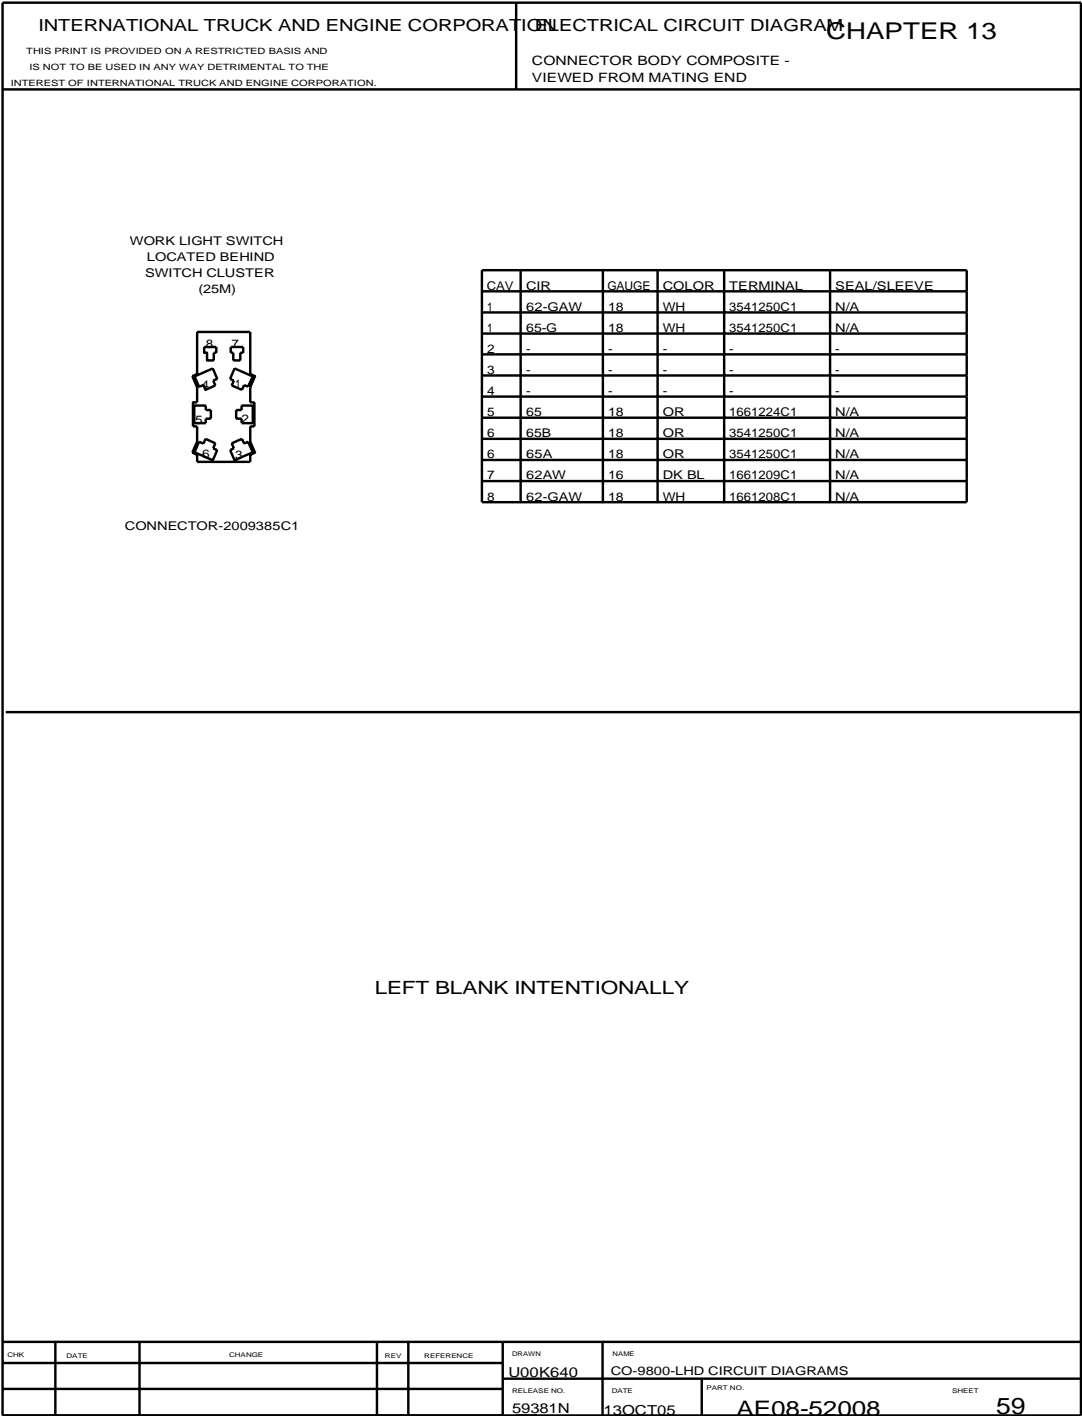 INTERNATIONAL TRUCK AND ENGINE CORPORATION
THIS PRINT IS PROVIDED ON A RESTRICTED BASIS AND
IS NOT TO BE USED IN ANY WAY DETRIMENTAL TO THE
INTEREST OF INTERNATIONAL TRUCK AND ENGINE CORPORATION.
ELECTRICAL CIRCUIT DIAGRAM
CONNECTOR BODY COMPOSITE -
VIEWED FROM MATING END
CHAPTER 13
WORK LIGHT SWITCH
LOCATED BEHIND
SWITCH CLUSTER
(25M)
8 7
4 1
5 2
6 3
CONNECTOR-2009385C1
CAV CIR GAUGE COLOR TERMINAL SEAL/SLEEVE
1 62-GAW 18 WH 3541250C1 N/A
1 65-G 18 WH 3541250C1 N/A
2 - - - - -
3 - - - - -
4 - - - - -
5 65 18 OR 1661224C1 N/A
6 65B 18 OR 3541250C1 N/A
6 65A 18 OR 3541250C1 N/A
7 62AW 16 DK BL 1661209C1 N/A
8 62-GAW 18 WH 1661208C1 N/A
LEFT BLANK INTENTIONALLY
CHK DATE CHANGE REV REFERENCE
DRAWN
U00K640
NAME
CO-9800-LHD CIRCUIT DIAGRAMS
RELEASE NO.
59381N
DATE
13OCT05
PART NO.
AE08-52008
SHEET
59